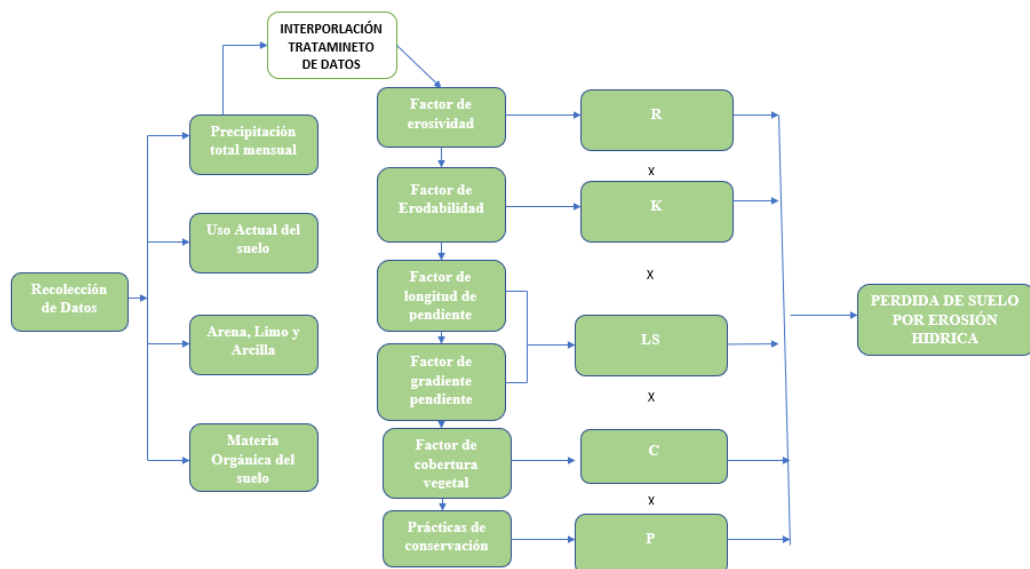 INTERPORLACIÓN
TRATAMINETO
DE DATOS
Precipitación
total mensual
Uso Actual del
suelo
Recolección
de Datos
Arena, Limo y
Arcilla
Materia
Orgánica del
suelo
Factor de
erosividad
Factor de
Erodabilidad
Factor de
longitud de
pendiente
Factor de
gradiente
pendiente
Factor de
cobertura
vegetal
Prácticas de
conservación
R
x
K
x
LS
x
C
x
P
PERDIDA DE SUELO
POR EROSIÓN
HIDRICA